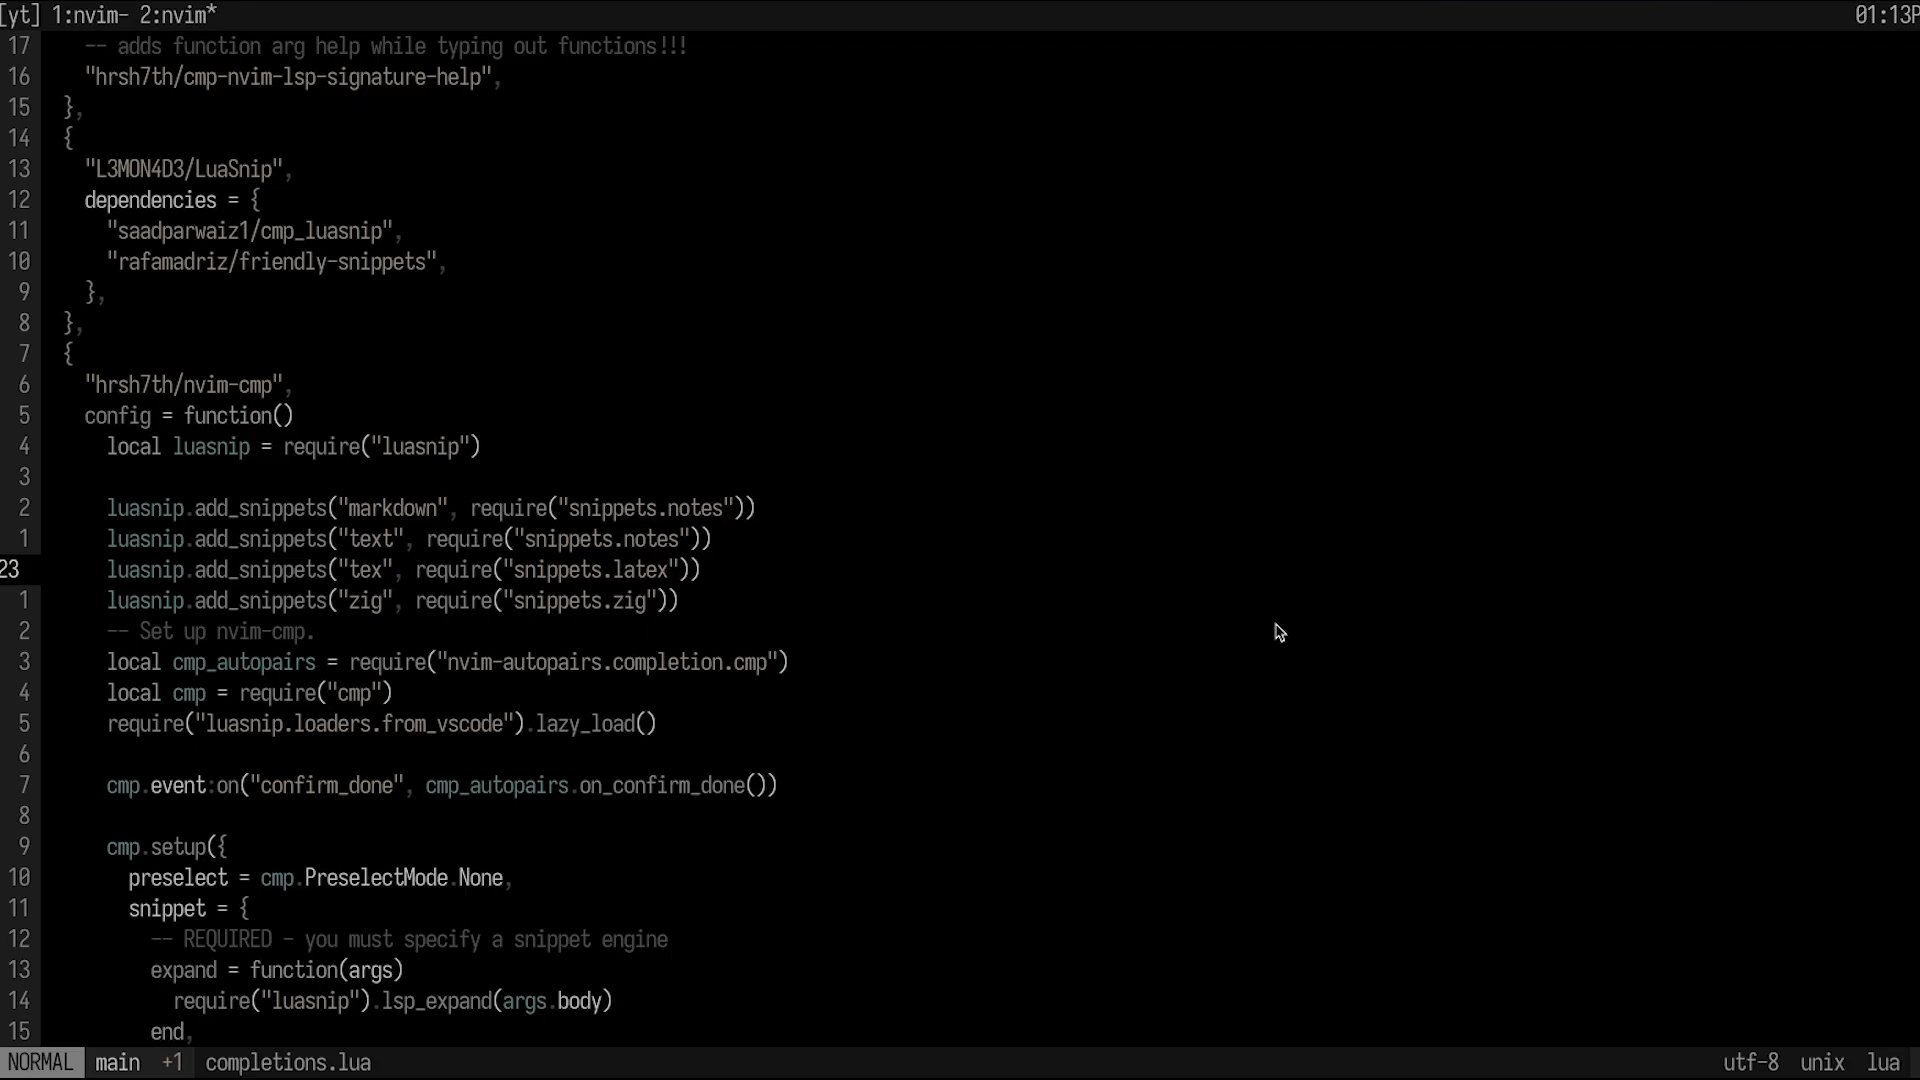 [yt] 1:nvim- 2:nvim* 01:13P
17 -- adds function arg help while typing out functions!!!
16 "hrsh7th/cmp-nvim-lsp-signature-help",
15 },
14 {
13 "L3MON4D3/LuaSnip",
12 dependencies = {
11 "saadparwaiz1/cmp_luasnip",
10 "rafamadriz/friendly-snippets",
9 },
8 },
7 {
6 "hrsh7th/nvim-cmp",
5 config = function()
4 local luasnip = require("luasnip")
3
2 luasnip.add_snippets("markdown", require("snippets.notes"))
1 luasnip.add_snippets("text", require("snippets.notes"))
23 luasnip.add_snippets("tex", require("snippets.latex"))
1 luasnip.add_snippets("zig", require("snippets.zig"))
2 -- Set up nvim-cmp.
3 local cmp_autopairs = require("nvim-autopairs.completion.cmp")
4 local cmp = require("cmp")
5 require("luasnip.loaders.from_vscode").lazy_load()
6
7 cmp.event:on("confirm_done", cmp_autopairs.on_confirm_done())
8
9 cmp.setup({
10 preselect = cmp.PreselectMode.None,
11 snippet = {
12 -- REQUIRED - you must specify a snippet engine
13 expand = function(args)
14 require("luasnip").lsp_expand(args.body)
15 end,
NORMAL main +1 completions.lua utf-8 unix lua